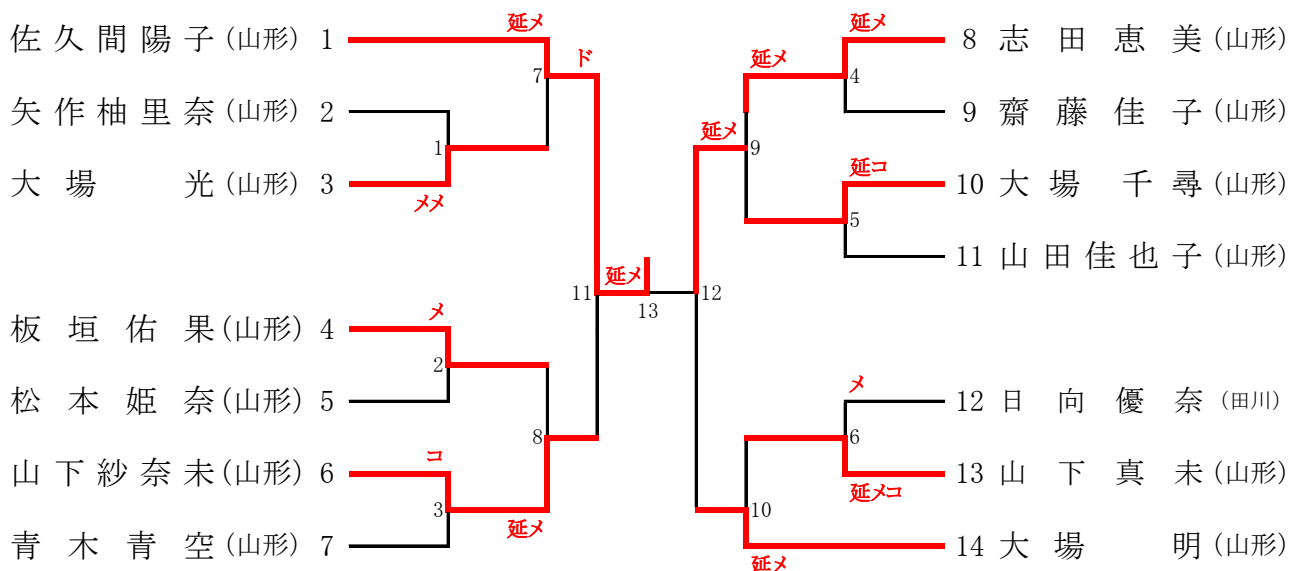 佐久間陽子 (山形) 1
矢作柚里奈 (山形) 2
大場 光 (山形) 3
板垣佑果 (山形) 4
松本姫奈 (山形) 5
山下紗奈未 (山形) 6
青木青空 (山形) 7
延メ
7
ド
1
メメ
メ
2
8
コ
3
延メ
11
延メ
13
12
延メ
延メ
4
延メ
9
延コ
5
メ
6
延メコ
10
延メ
8 志田恵美 (山形)
9 齋藤佳子 (山形)
10 大場千尋 (山形)
11 山田佳也子 (山形)
12 日向優奈 (田川)
13 山下真未 (山形)
14 大場 明 (山形)